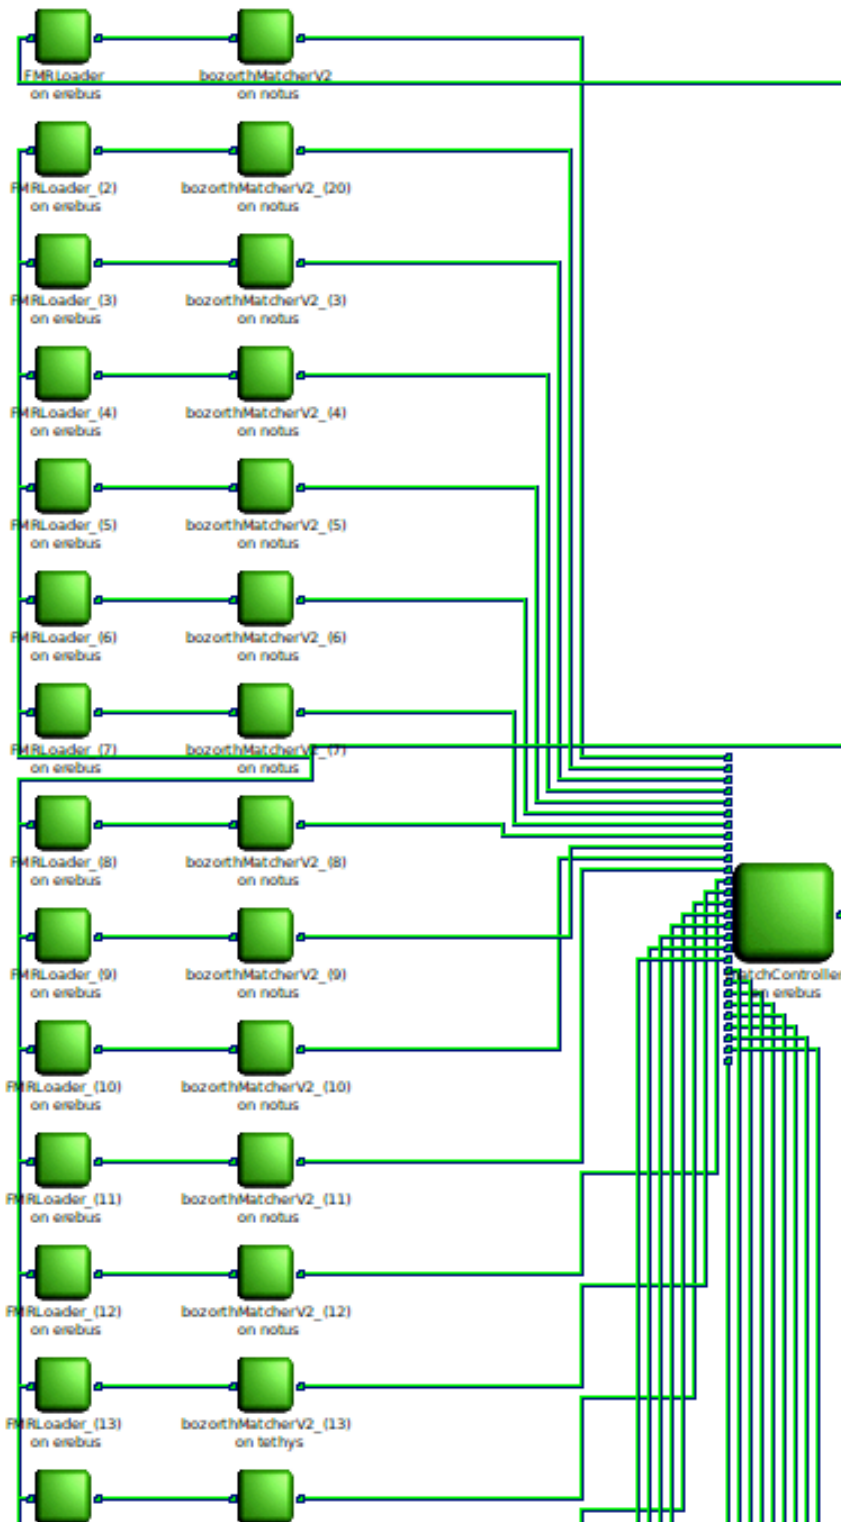 FMRLoader bozorthMatcherV2
on erebus on notus
FMRLoader_(2) bozorthMatcherV2_(20)
on erebus on notus
FMRLoader_(3) bozorthMatcherV2_(3)
on erebus on notus
FMRLoader_(4) bozorthMatcherV2_(4)
on erebus on notus
FMRLoader_(5) bozorthMatcherV2_(5)
on erebus on notus
FMRLoader_(6) bozorthMatcherV2_(6)
on erebus on notus
FMRLoader_(7) bozorthMatcherV2_(7)
on erebus on notus
FMRLoader_(8) bozorthMatcherV2_(8)
on erebus on notus
FMRLoader_(9) bozorthMatcherV2_(9)
on erebus on notus
atchController
on erebus
FMRLoader_(10) bozorthMatcherV2_(10)
on erebus on notus
FMRLoader_(11) bozorthMatcherV2_(11)
on erebus on notus
FMRLoader_(12) bozorthMatcherV2_(12)
on erebus on notus
FMRLoader_(13) bozorthMatcherV2_(13)
on erebus on tethys